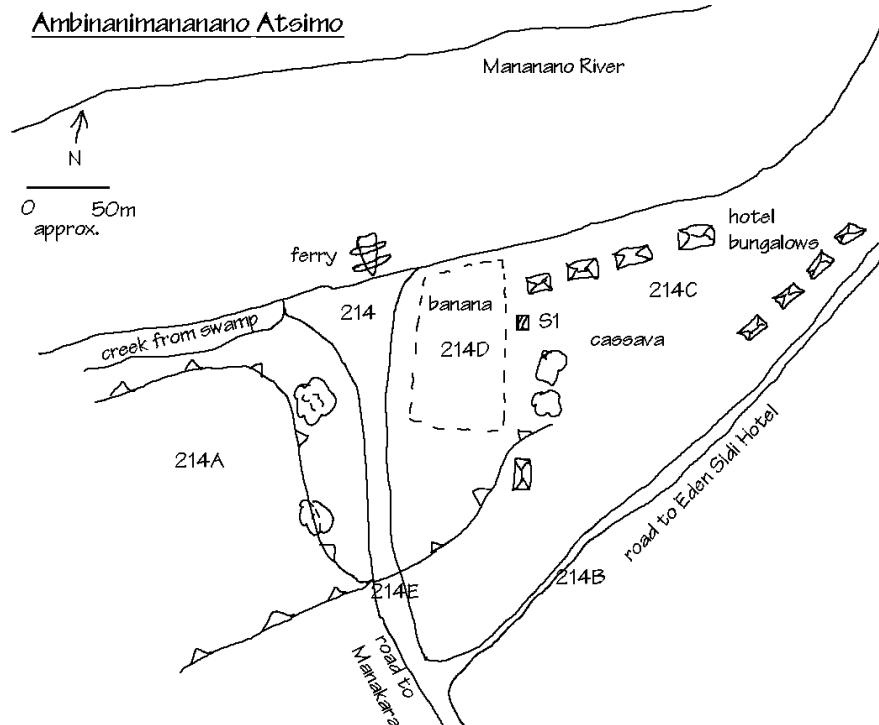 Ambinanimananano Atsimo
Mananano River
N
0 50m
approx.
ferry
hotel
bungalows
214
banana
214C
S1
creek from swamp
214D
cassava
214A
road to Eden Sidi Hotel
214B
214E
road to
Manakara